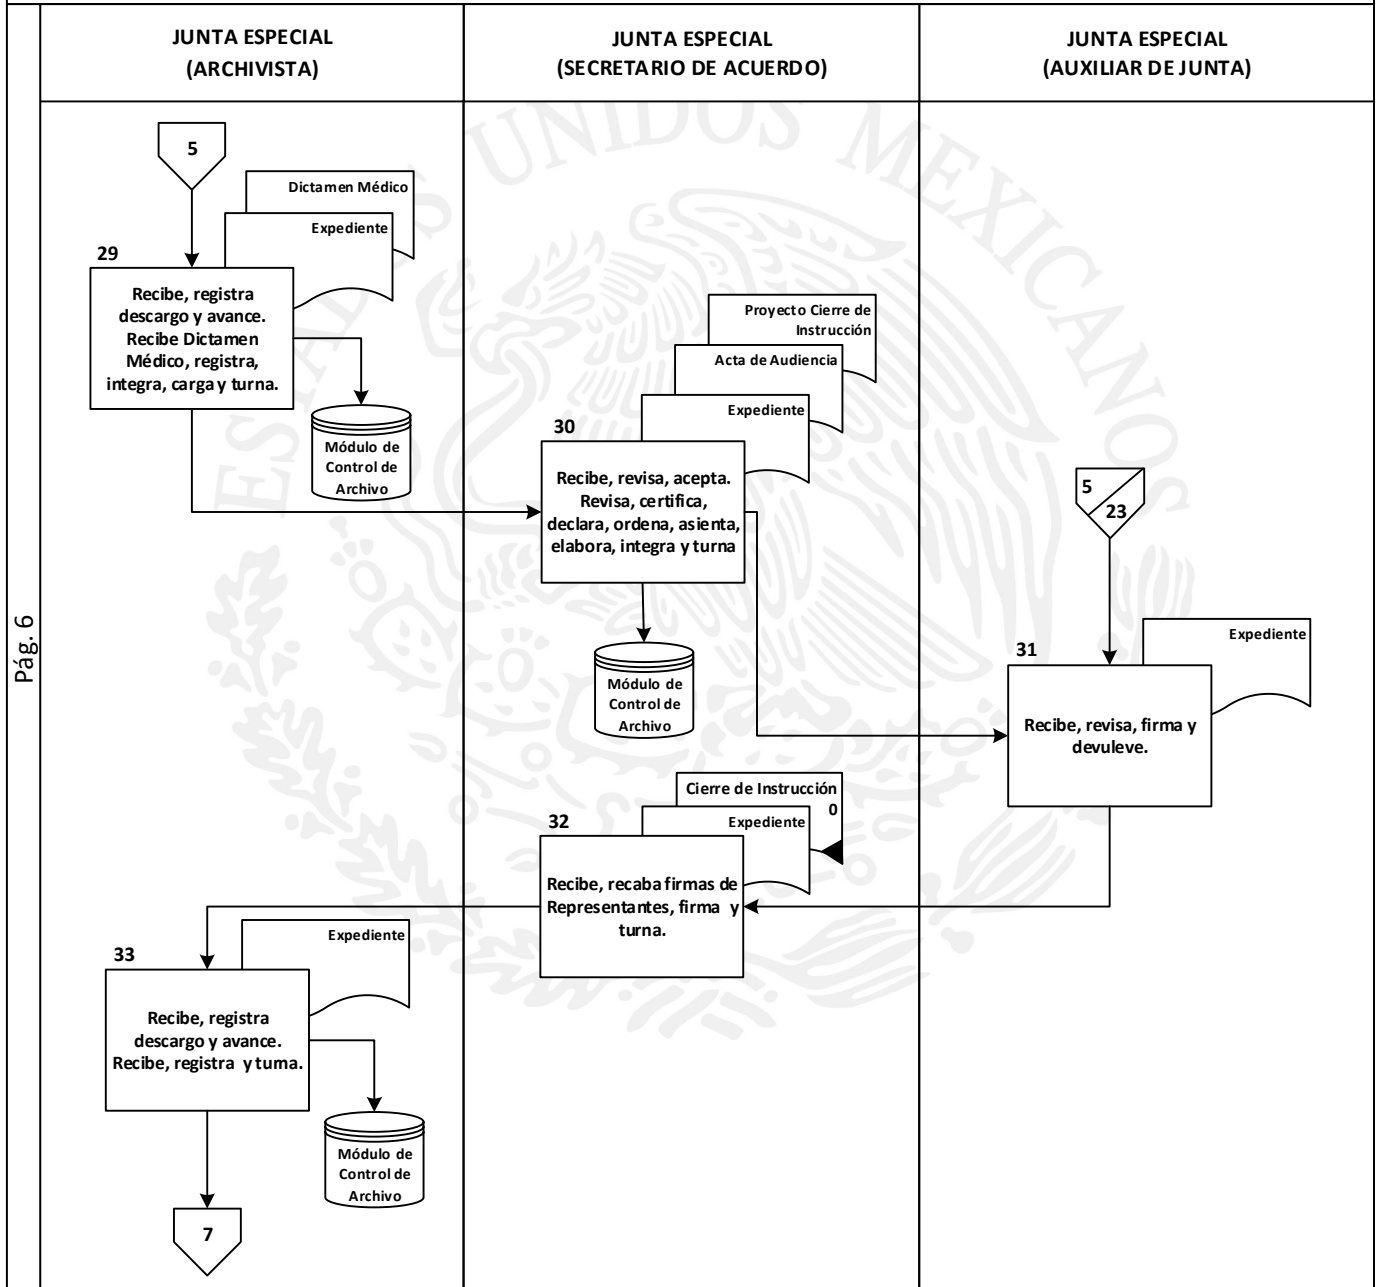 JUNTA ESPECIAL
(ARCHIVISTA)
JUNTA ESPECIAL
(SECRETARIO DE ACUERDO)
JUNTA ESPECIAL
(AUXILIAR DE JUNTA)
Pág. 6
ESTADOS UNIDOS MEXICANOS
5
Dictamen Médico
Expediente
29
Recibe, registra
descargo y avance.
Recibe Dictamen
Médico, registra,
integra, carga y turna.
Módulo de
Control de
Archivo
Proyecto Cierre de
Instrucción
Acta de Audiencia
Expediente
30
Recibe, revisa, acepta.
Revisa, certifica,
declara, ordena, asienta,
elabora, integra y turna
Módulo de
Control de
Archivo
5
23
Expediente
31
Recibe, revisa, firma y
devuleve.
Cierre de Instrucción
0
Expediente
32
Recibe, recaba firmas de
Representantes, firma y
turna.
Expediente
33
Recibe, registra
descargo y avance.
Recibe, registra y turna.
Módulo de
Control de
Archivo
7